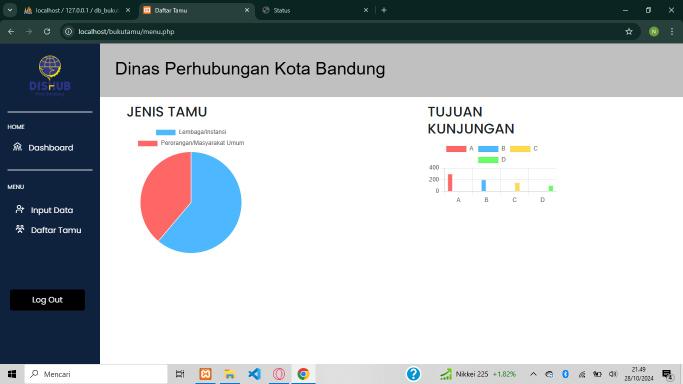 localhost / 127.0.0.1 / db_buku
Daftar Tamu
Status
localhost/bukutamu/menu.php
N
DISHUB
HOME
Dashboard
MENU
Input Data
Daftar Tamu
Log Out
Dinas Perhubungan Kota Bandung
JENIS TAMU
Lembaga/Instansi
Perorangan/Masyarakat Umum
TUJUAN
KUNJUNGAN
A B C
D
400
200
0
A B C D
Mencari
Nikkei 225 +1.82%
21.49
28/10/2024